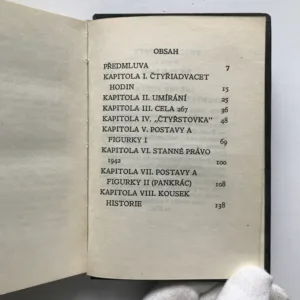 OBSAH
PŘEDMLUVA 7
KAPITOLA I. ČTYŘIADVACET
HODIN 15
KAPITOLA II. UMÍRÁNÍ 25
KAPITOLA III. CELA 267 36
KAPITOLA IV. „ČTYŘSTOVKA" 48
KAPITOLA V. POSTAVY A
FIGURKY I 69
KAPITOLA VI. STANNÉ PRÁVO
1942 100
KAPITOLA VII. POSTAVY A
FIGURKY II (PANKRÁC) 108
KAPITOLA VIII. KOUSEK
HISTORIE 138